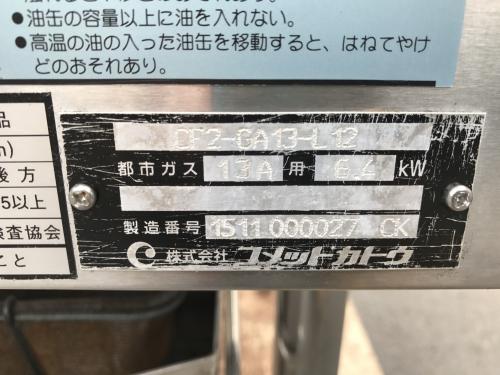 ●油缶の容量以上に油を入れない。
●高温の油の入った油缶を移動すると、はねてやけ
どのおそれあり。
品
後 方
5以上
検査協会
こと
CF2-GA13-L12
都市ガス 13A 用 6.4 kW
製造番号 1511 000027 CK
株式会社 コメットカトウ